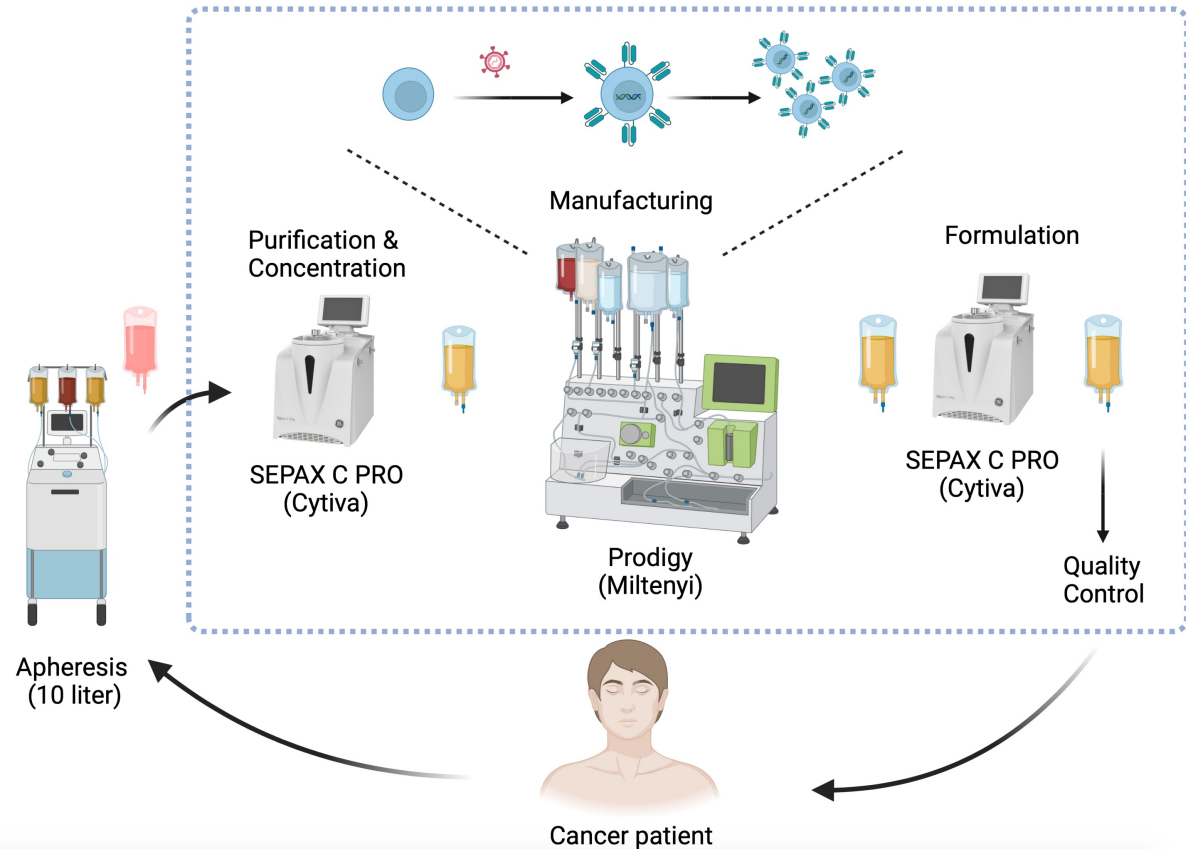 Manufacturing
Purification &
Concentration
Formulation
SEPAX C PRO
(Cytiva)
SEPAX C PRO
(Cytiva)
Prodigy
(Miltenyi)
Quality
Control
Apheresis
(10 liter)
Cancer patient